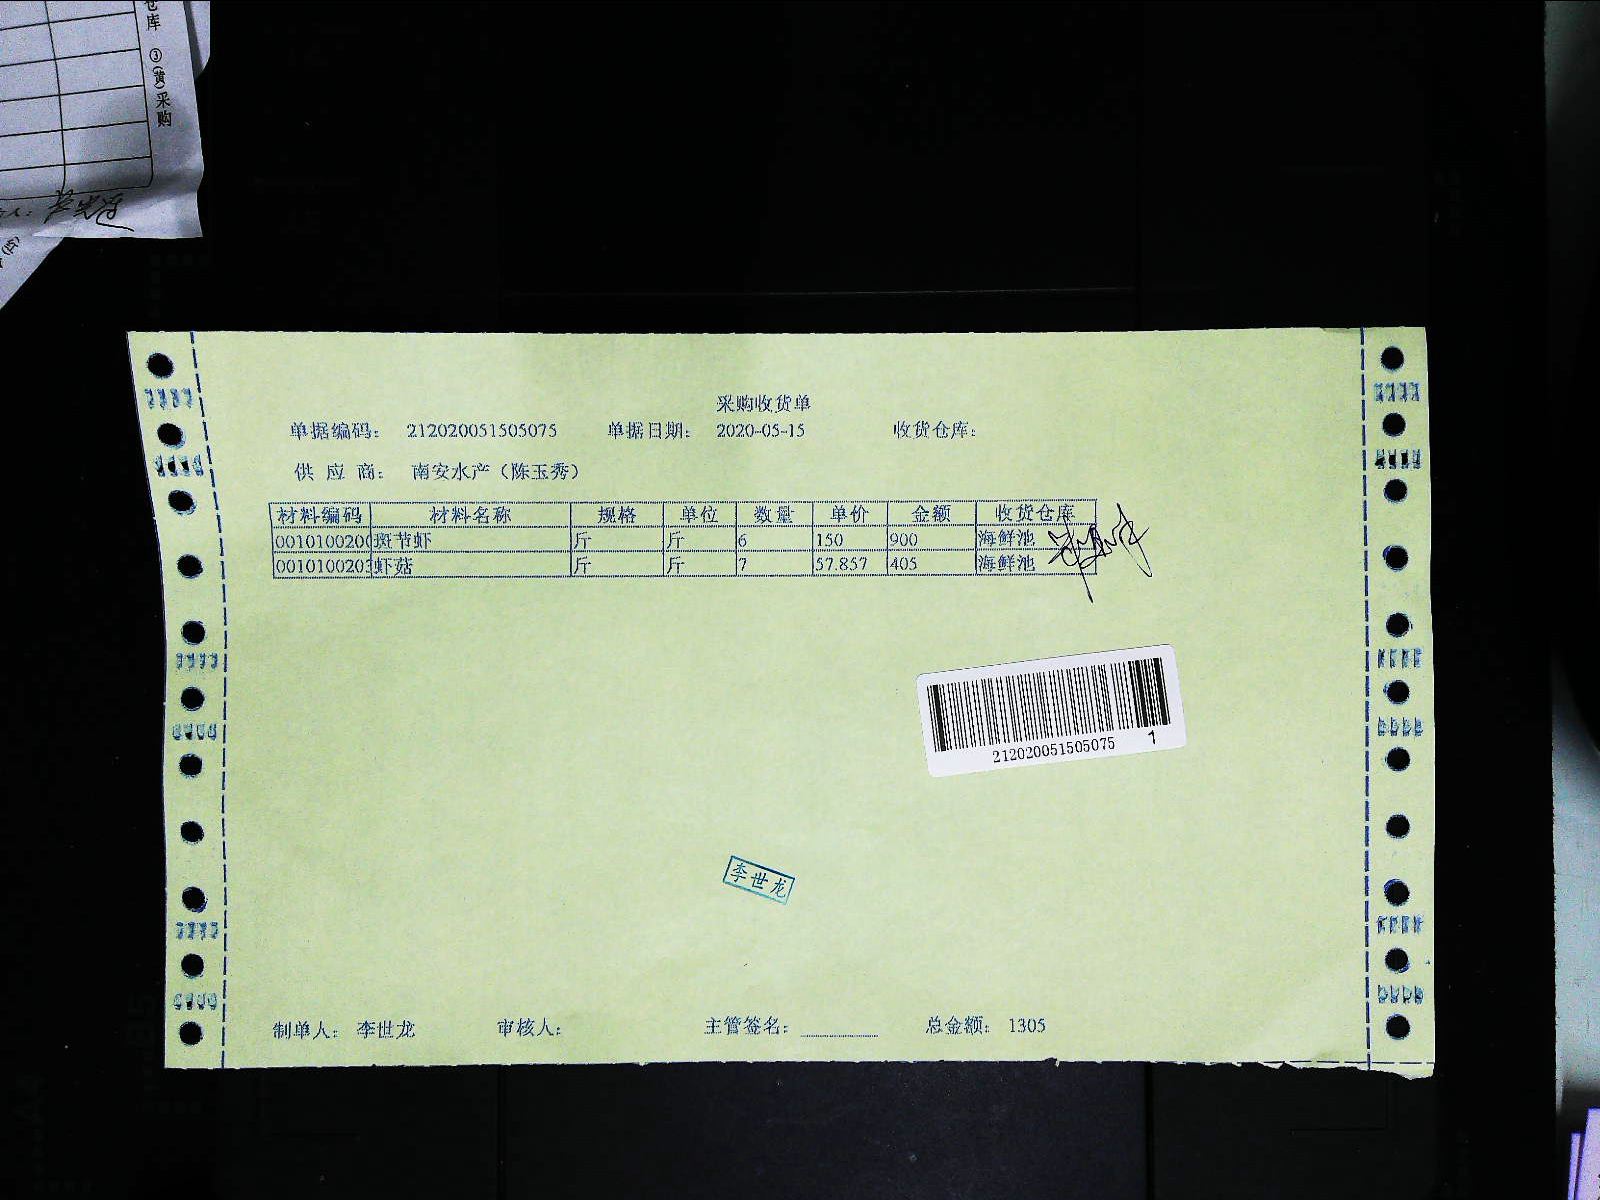 仓库 ③(黄)采购
采购收货单
单据编码： 212020051505075 单据日期： 2020-05-15 收货仓库：
供 应 商： 南安水产（陈玉秀）
材料编码 材料名称 规格 单位 数量 单价 金额 收货仓库
0010100200 斑节虾 斤 斤 6 150 900 海鲜池
0010100203 虾菇 斤 斤 7 57.857 405 海鲜池
212020051505075 1
李世龙
制单人： 李世龙 审核人： 主管签名： 总金额： 1305